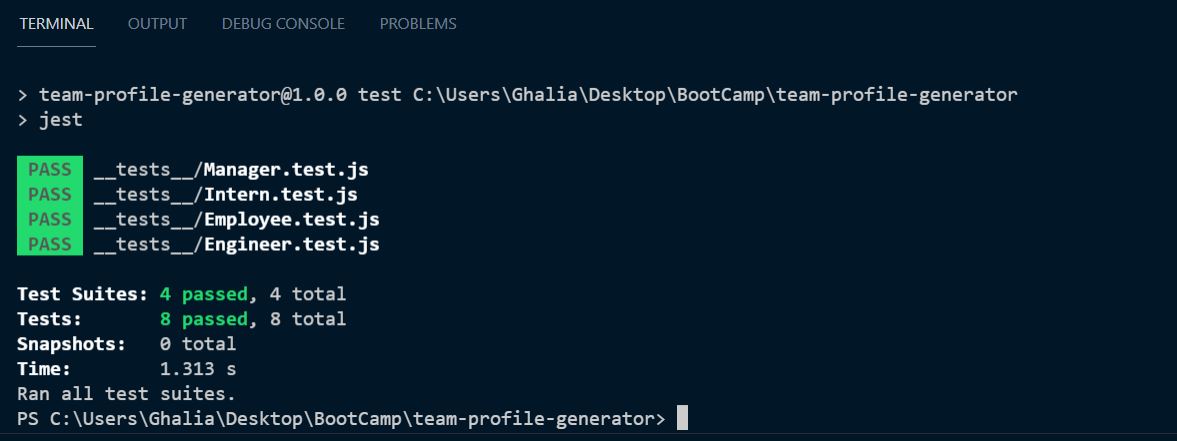 TERMINAL OUTPUT DEBUG CONSOLE PROBLEMS
> team-profile-generator@1.0.0 test C:\Users\Ghalia\Desktop\BootCamp\team-profile-generator
> jest
PASS __tests__/Manager.test.js
PASS __tests__/Intern.test.js
PASS __tests__/Employee.test.js
PASS __tests__/Engineer.test.js
Test Suites: 4 passed, 4 total
Tests: 8 passed, 8 total
Snapshots: 0 total
Time: 1.313 s
Ran all test suites.
PS C:\Users\Ghalia\Desktop\BootCamp\team-profile-generator>